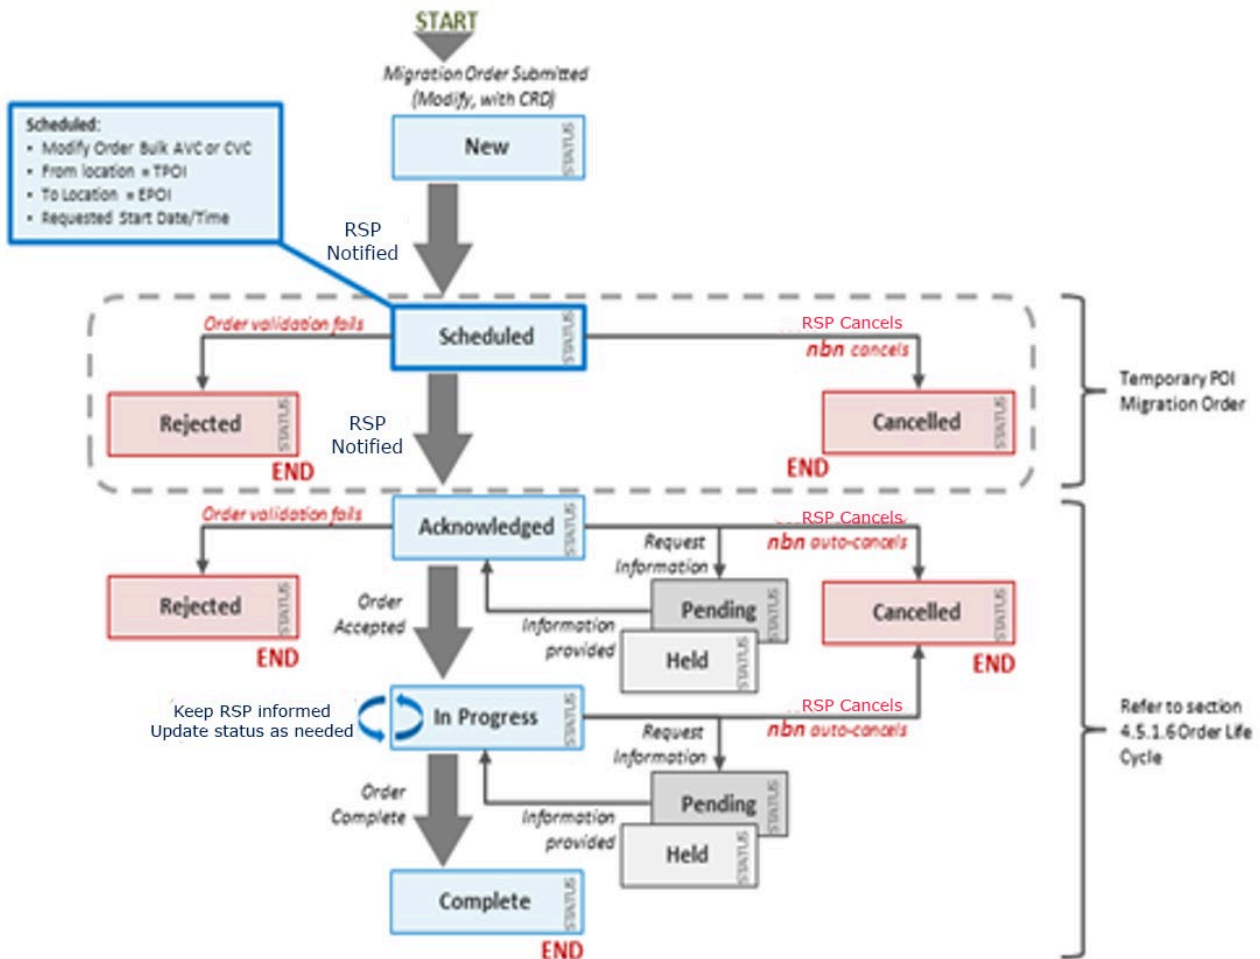 START
Migration Order Submitted
(Modify, with CRD)
New
STATUS
Scheduled:
• Modify Order Bulk AVC or CVC
• From location = TPOI
• To Location = EPOI
• Requested Start Date/Time
RSP
Notified
Order validation fails
Scheduled
STATUS
RSP Cancels
nbn cancels
Rejected
STATUS
END
RSP
Notified
Cancelled
STATUS
END
Temporary POI
Migration Order
Order validation fails
Acknowledged
STATUS
RSP Cancels
nbn auto-cancels
Request
Information
Rejected
STATUS
END
Order
Accepted
Information
provided
Pending
STATUS
Held
STATUS
Cancelled
STATUS
END
Keep RSP informed
Update status as needed
In Progress
STATUS
RSP Cancels
nbn auto-cancels
Request
Information
Refer to section
4.5.1.6 Order Life
Cycle
Order
Complete
Information
provided
Pending
STATUS
Held
STATUS
Complete
STATUS
END